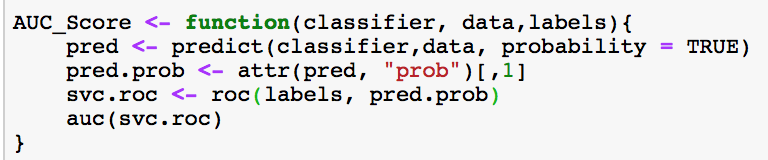 AUC_Score <- function(classifier, data,labels){
    pred <- predict(classifier,data, probability = TRUE)
    pred.prob <- attr(pred, "prob")[,1]
    svc.roc <- roc(labels, pred.prob)
    auc(svc.roc)
}